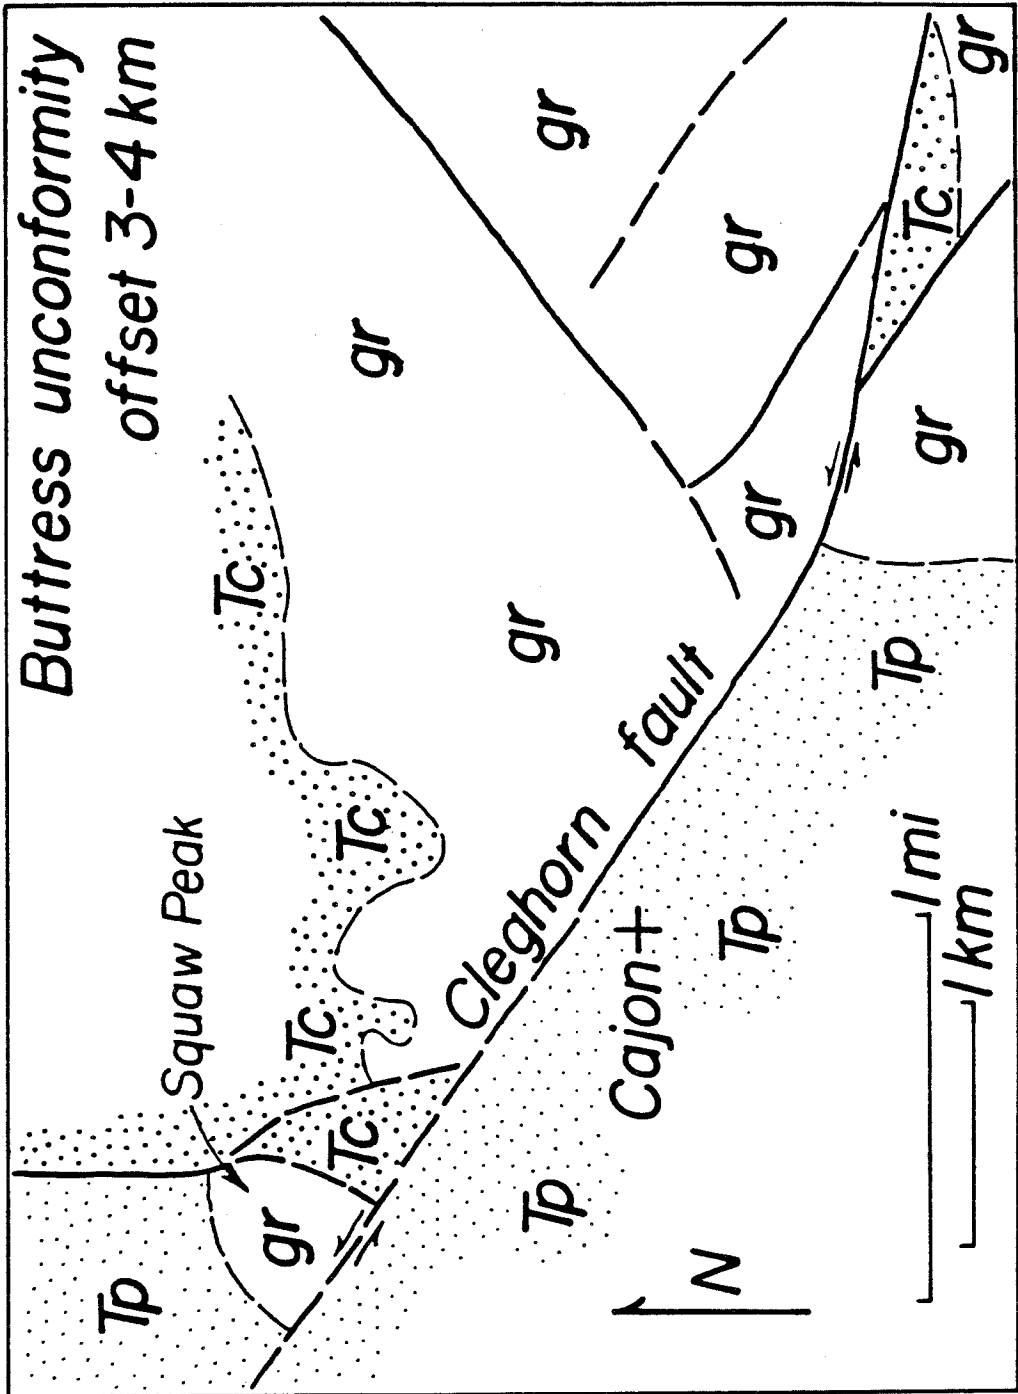 Buttress unconformity
offset 3-4 km
Tp
Squaw Peak
Tc
gr
Tc
Tc
Tc
gr
Cleghorn fault
gr
Tp
gr
Cajon +
N
Tp
gr
gr
Tp
1 mi
Tc
gr
1 km
gr